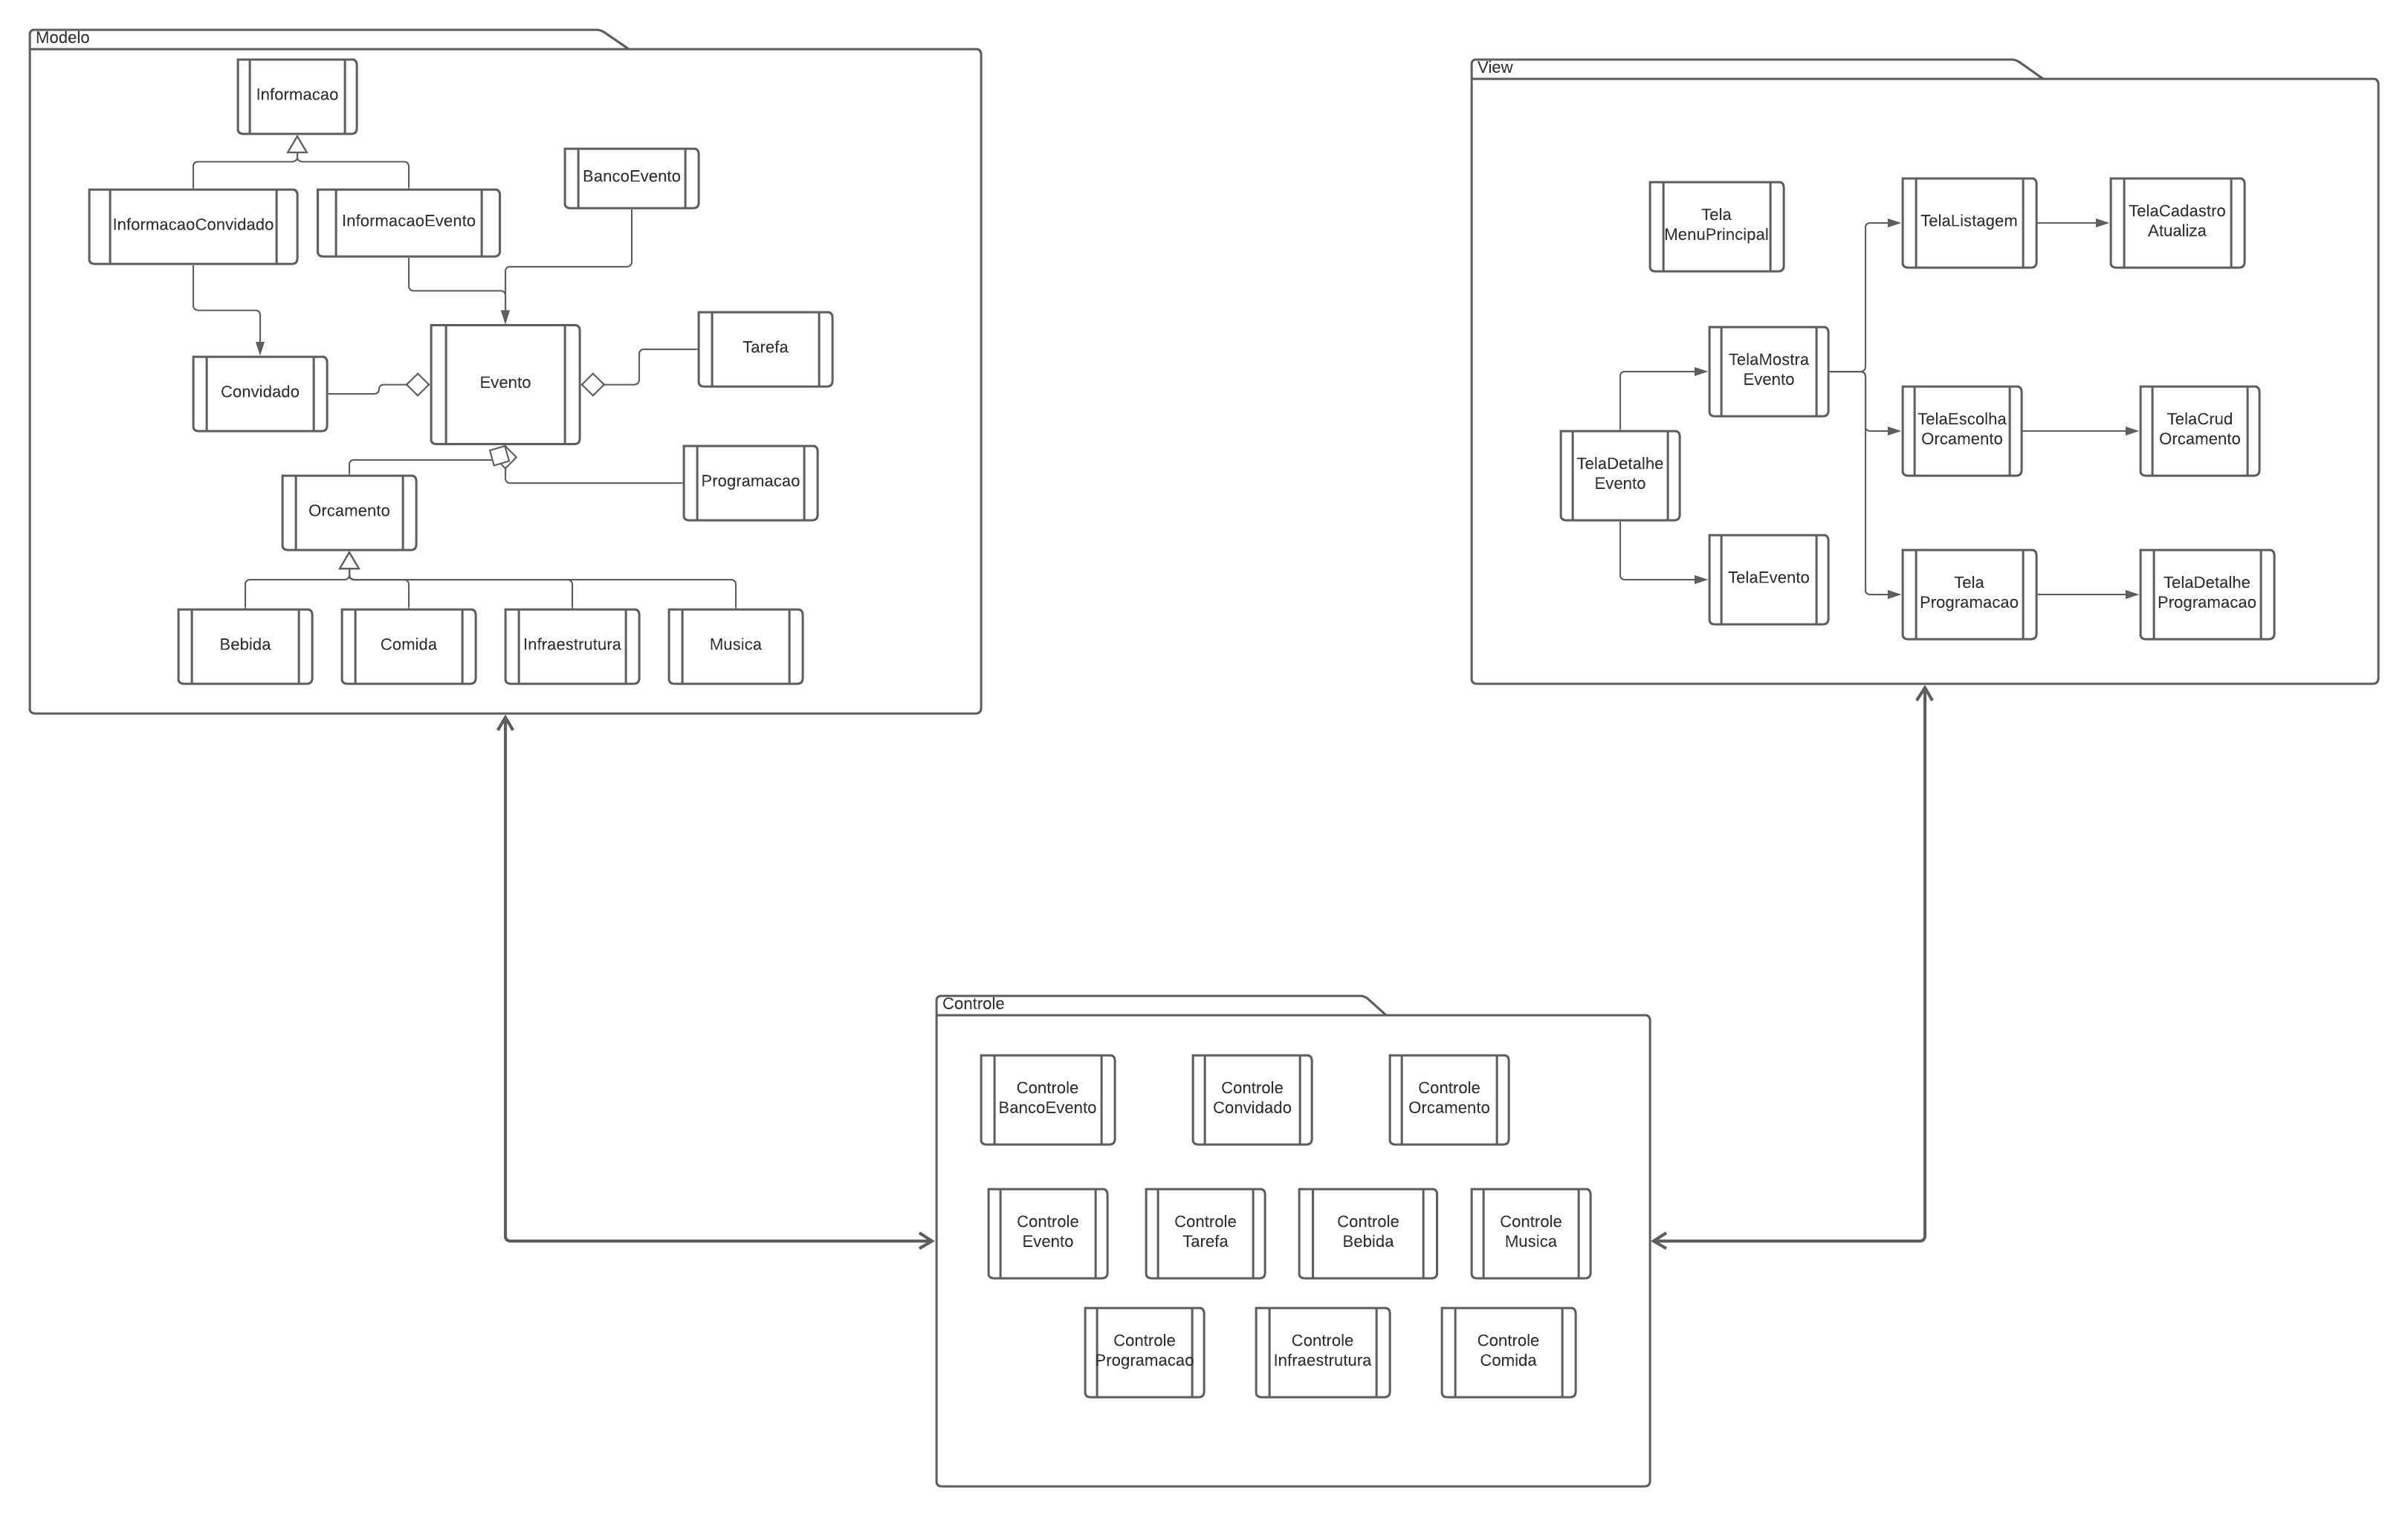 Modelo
Informacao
InformacaoConvidado
InformacaoEvento
BancoEvento
Convidado
Evento
Tarefa
Orcamento
Programacao
Bebida
Comida
Infraestrutura
Musica
View
Tela
MenuPrincipal
TelaListagem
TelaCadastro
Atualiza
TelaMostra
Evento
TelaDetalhe
Evento
TelaEscolha
Orcamento
TelaCrud
Orcamento
TelaEvento
Tela
Programacao
TelaDetalhe
Programacao
Controle
Controle
BancoEvento
Controle
Convidado
Controle
Orcamento
Controle
Evento
Controle
Tarefa
Controle
Bebida
Controle
Musica
Controle
Programacao
Controle
Infraestrutura
Controle
Comida